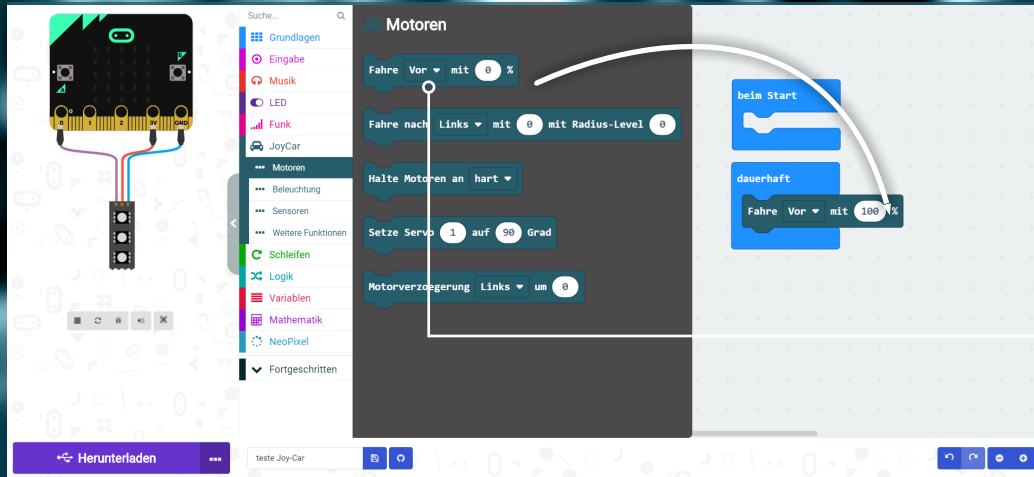 0 1 2 3V GND
Herunterladen
Suche...
Grundlagen
Eingabe
Musik
LED
Funk
JoyCar
Motoren
Beleuchtung
Sensoren
Weitere Funktionen
Schleifen
Logik
Variablen
Mathematik
NeoPixel
Fortgeschritten
Motoren
Fahre Vor mit 0 %
Fahre nach Links mit 0 mit Radius-Level 0
Halte Motoren an hart
Setze Servo 1 auf 90 Grad
Motorverzoegerung Links um 0
beim Start
dauerhaft
Fahre Vor mit 100 %
teste Joy-Car